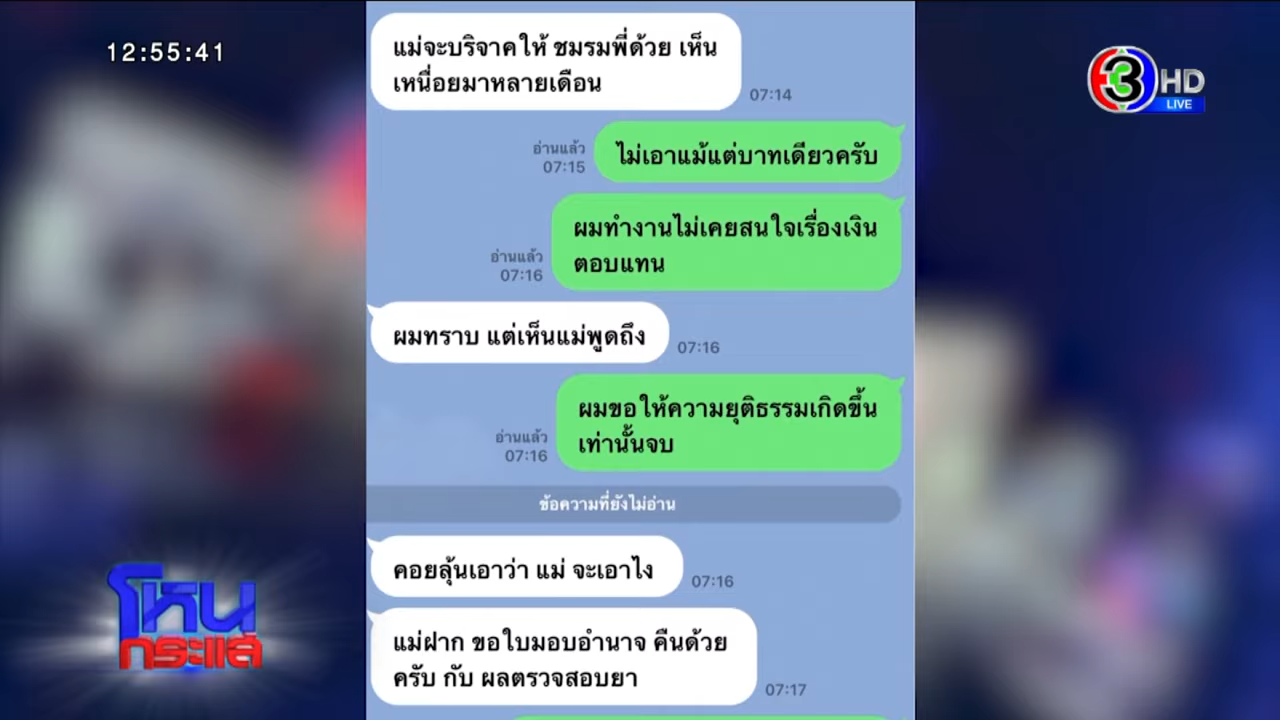 12:55:41
3 HD
LIVE
แม่จะบริจาคให้ ชมรมพี่ด้วย เห็น
เหนื่อยมาหลายเดือน
07:14
อ่านแล้ว
07:15
ไม่เอาแม้แต่บาทเดียวครับ
ผมทำงานไม่เคยสนใจเรื่องเงิน
ตอบแทน
อ่านแล้ว
07:16
ผมทราบ แต่เห็นแม่พูดถึง
07:16
ผมขอให้ความยุติธรรมเกิดขึ้น
เท่านั้นจบ
อ่านแล้ว
07:16
ข้อความที่ยังไม่อ่าน
คอยลุ้นเอาว่า แม่ จะเอาไง
07:16
แม่ฝาก ขอใบมอบอำนาจ คืนด้วย
ครับ กับ ผลตรวจสอบยา
07:17
โหน
กระแส